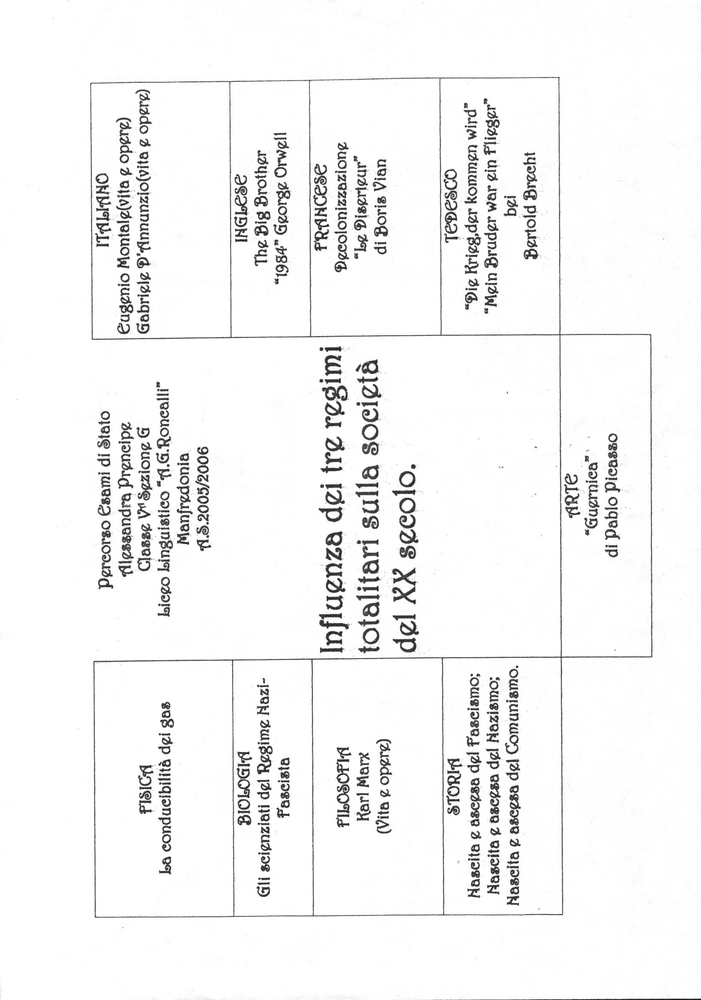 FISICA
La conducibilità dei gas
BIOLOGIA
Gli scienziati del Regime Nazi-
Fascista
FILOSOFIA
Karl Marx
(Vita e opere)
STORIA
Nascita e ascesa del Fascismo;
Nascita e ascesa del Nazismo;
Nascita e ascesa del Comunismo.
Percorso Esami di Stato
Alessandra Prencipe
Classe Vª Sezione G
Liceo Linguistico “A.G.Roncalli”
Manfredonia
A.S.2005/2006
Influenza dei tre regimi
totalitari sulla società
del XX secolo.
ARTE
“Guernica”
di Pablo Picasso
ITALIANO
Eugenio Montale(vita e opere)
Gabriele D’Annunzio(vita e opere)
INGLESE
The Big Brother
“1984” George Orwell
FRANCESE
Decolonizzazione
“Le Diserteur”
di Boris Vian
TEDESCO
“Die Krieg,der kommen wird”
“Mein Bruder war ein Flieger”
bei
Bertold Brecht